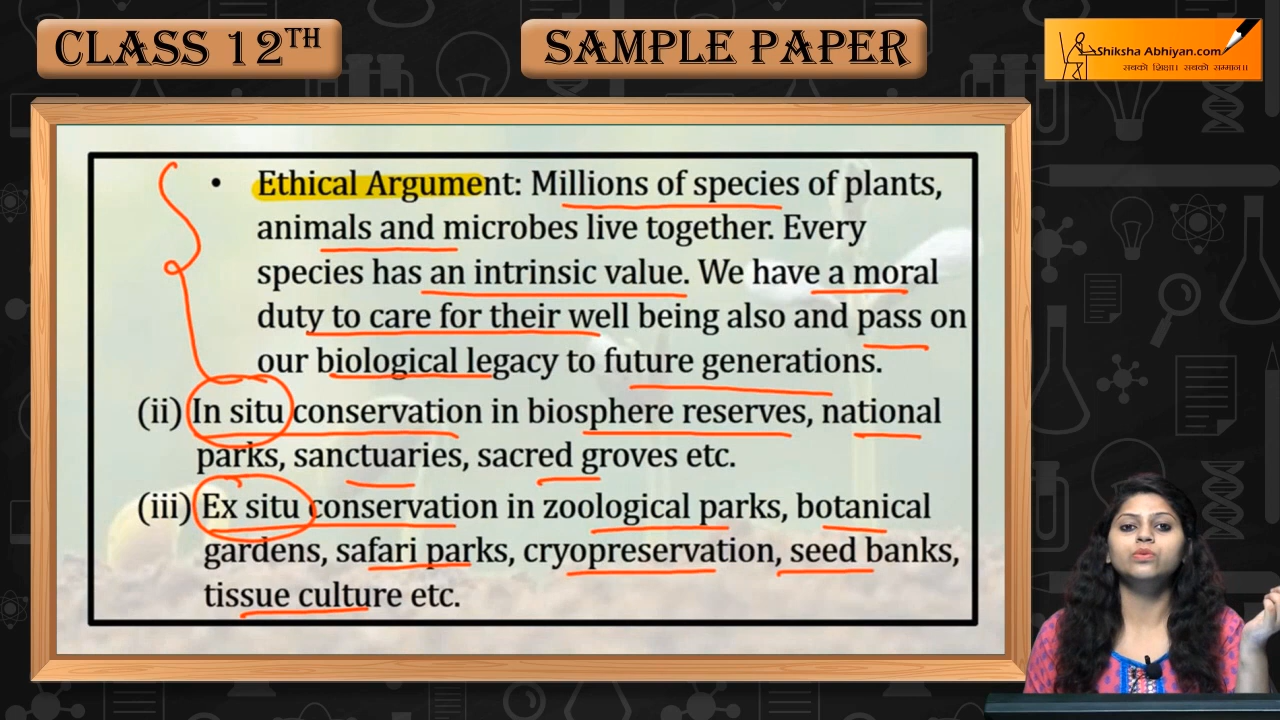 CLASS 12TH
SAMPLE PAPER
Shiksha Abhiyan.com
सबको शिक्षा। सबको सम्मान।।
• Ethical Argument: Millions of species of plants,
animals and microbes live together. Every
species has an intrinsic value. We have a moral
duty to care for their well being also and pass on
our biological legacy to future generations.
(ii) In situ conservation in biosphere reserves, national
parks, sanctuaries, sacred groves etc.
(iii) Ex situ conservation in zoological parks, botanical
gardens, safari parks, cryopreservation, seed banks,
tissue culture etc.